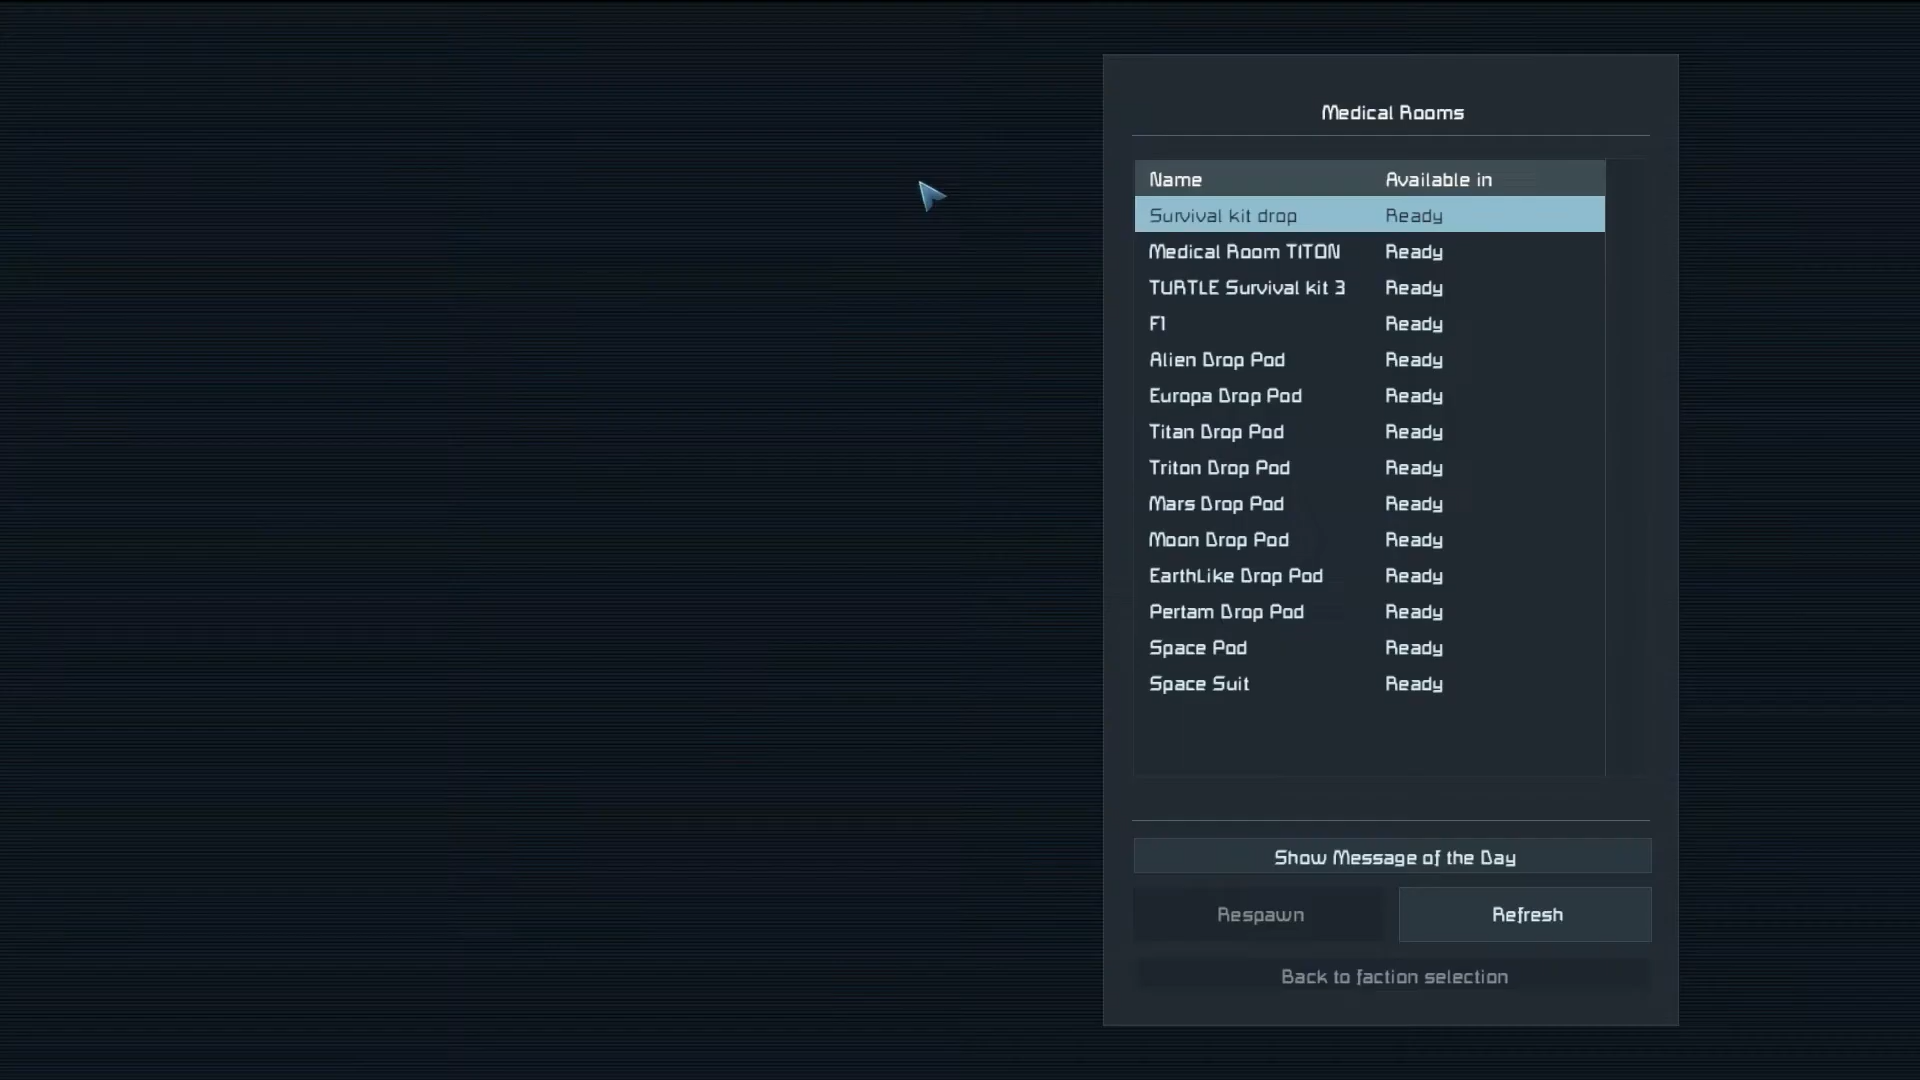 Medical Rooms
Name Available in
Survival kit drop Ready
Medical Room TITON Ready
TURTLE Survival kit 3 Ready
F1 Ready
Alien Drop Pod Ready
Europa Drop Pod Ready
Titan Drop Pod Ready
Triton Drop Pod Ready
Mars Drop Pod Ready
Moon Drop Pod Ready
EarthLike Drop Pod Ready
Pertam Drop Pod Ready
Space Pod Ready
Space Suit Ready
Show Message of the Day
Respawn Refresh
Back to faction selection